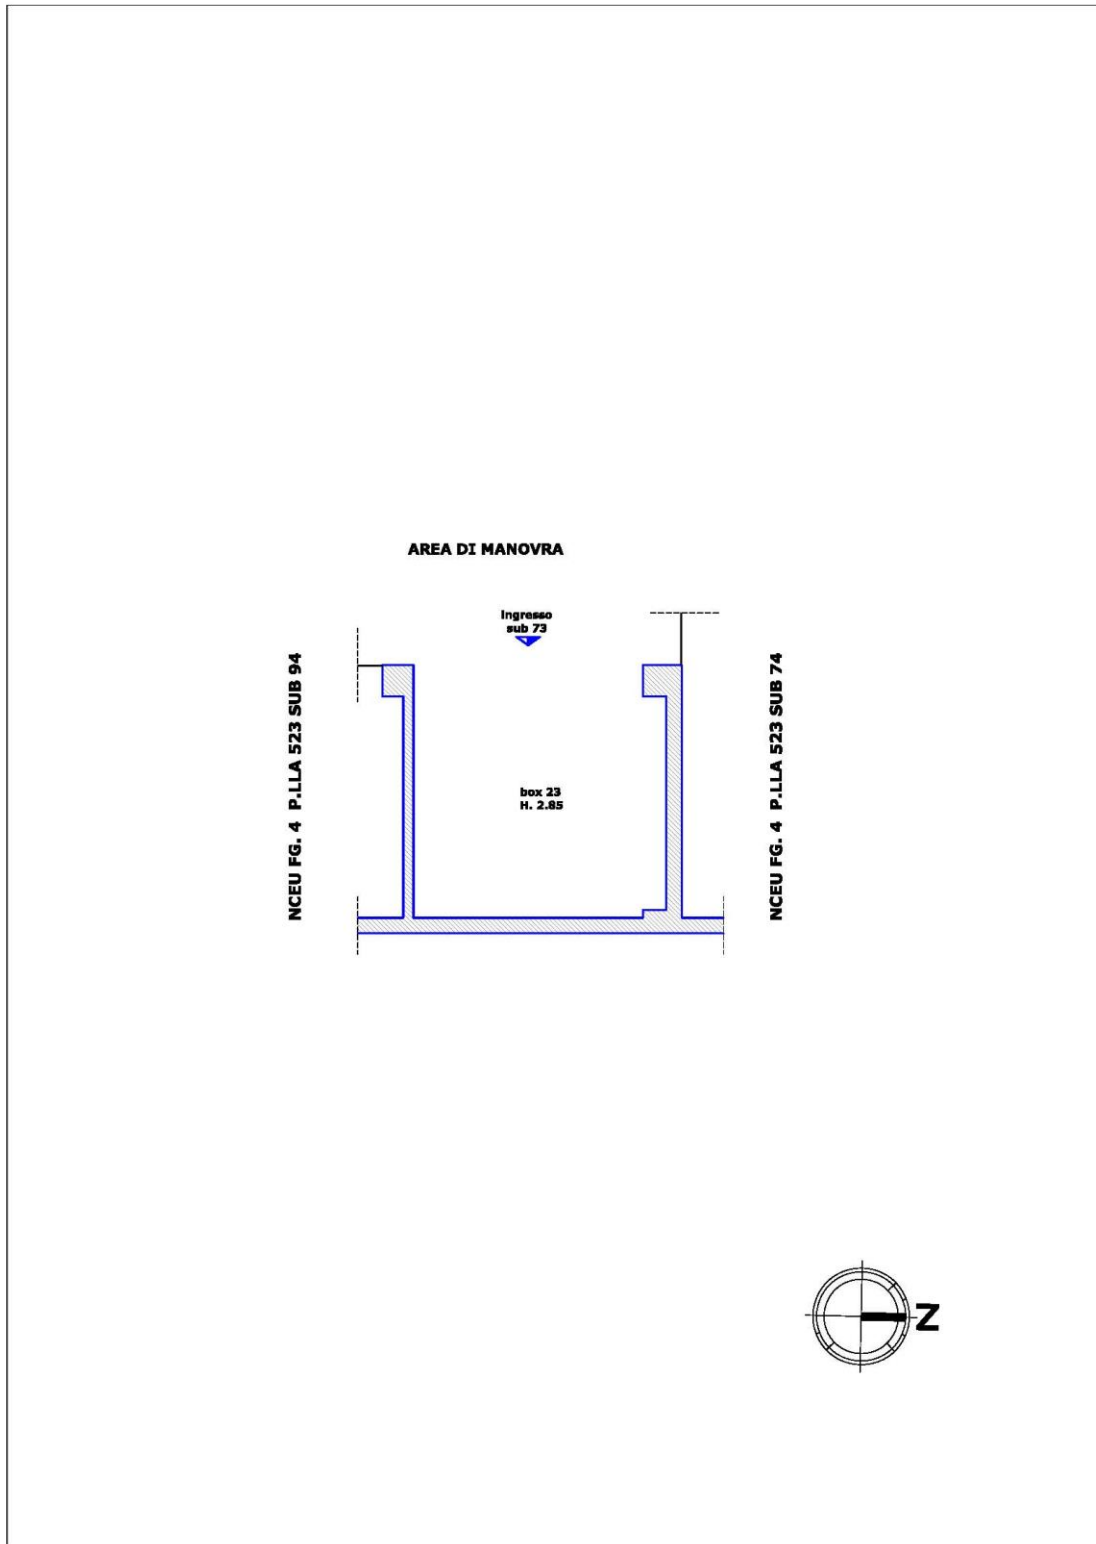 AREA DI MANOVRA
ingresso
sub 73
NCEU FG. 4 P.LLA 523 SUB 94
NCEU FG. 4 P.LLA 523 SUB 74
box 23
H. 2.85
N